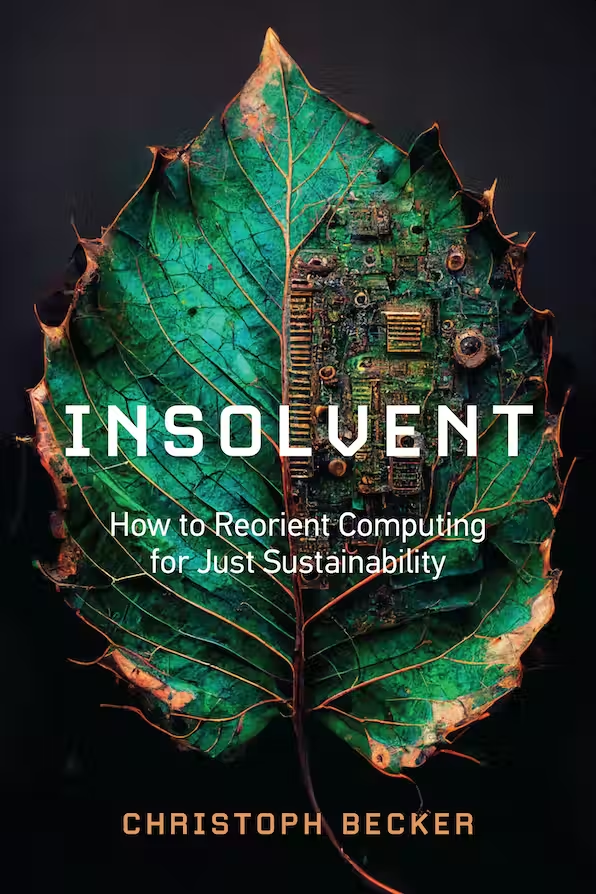 INSOLVENT
How to Reorient Computing
for Just Sustainability
CHRISTOPH BECKER